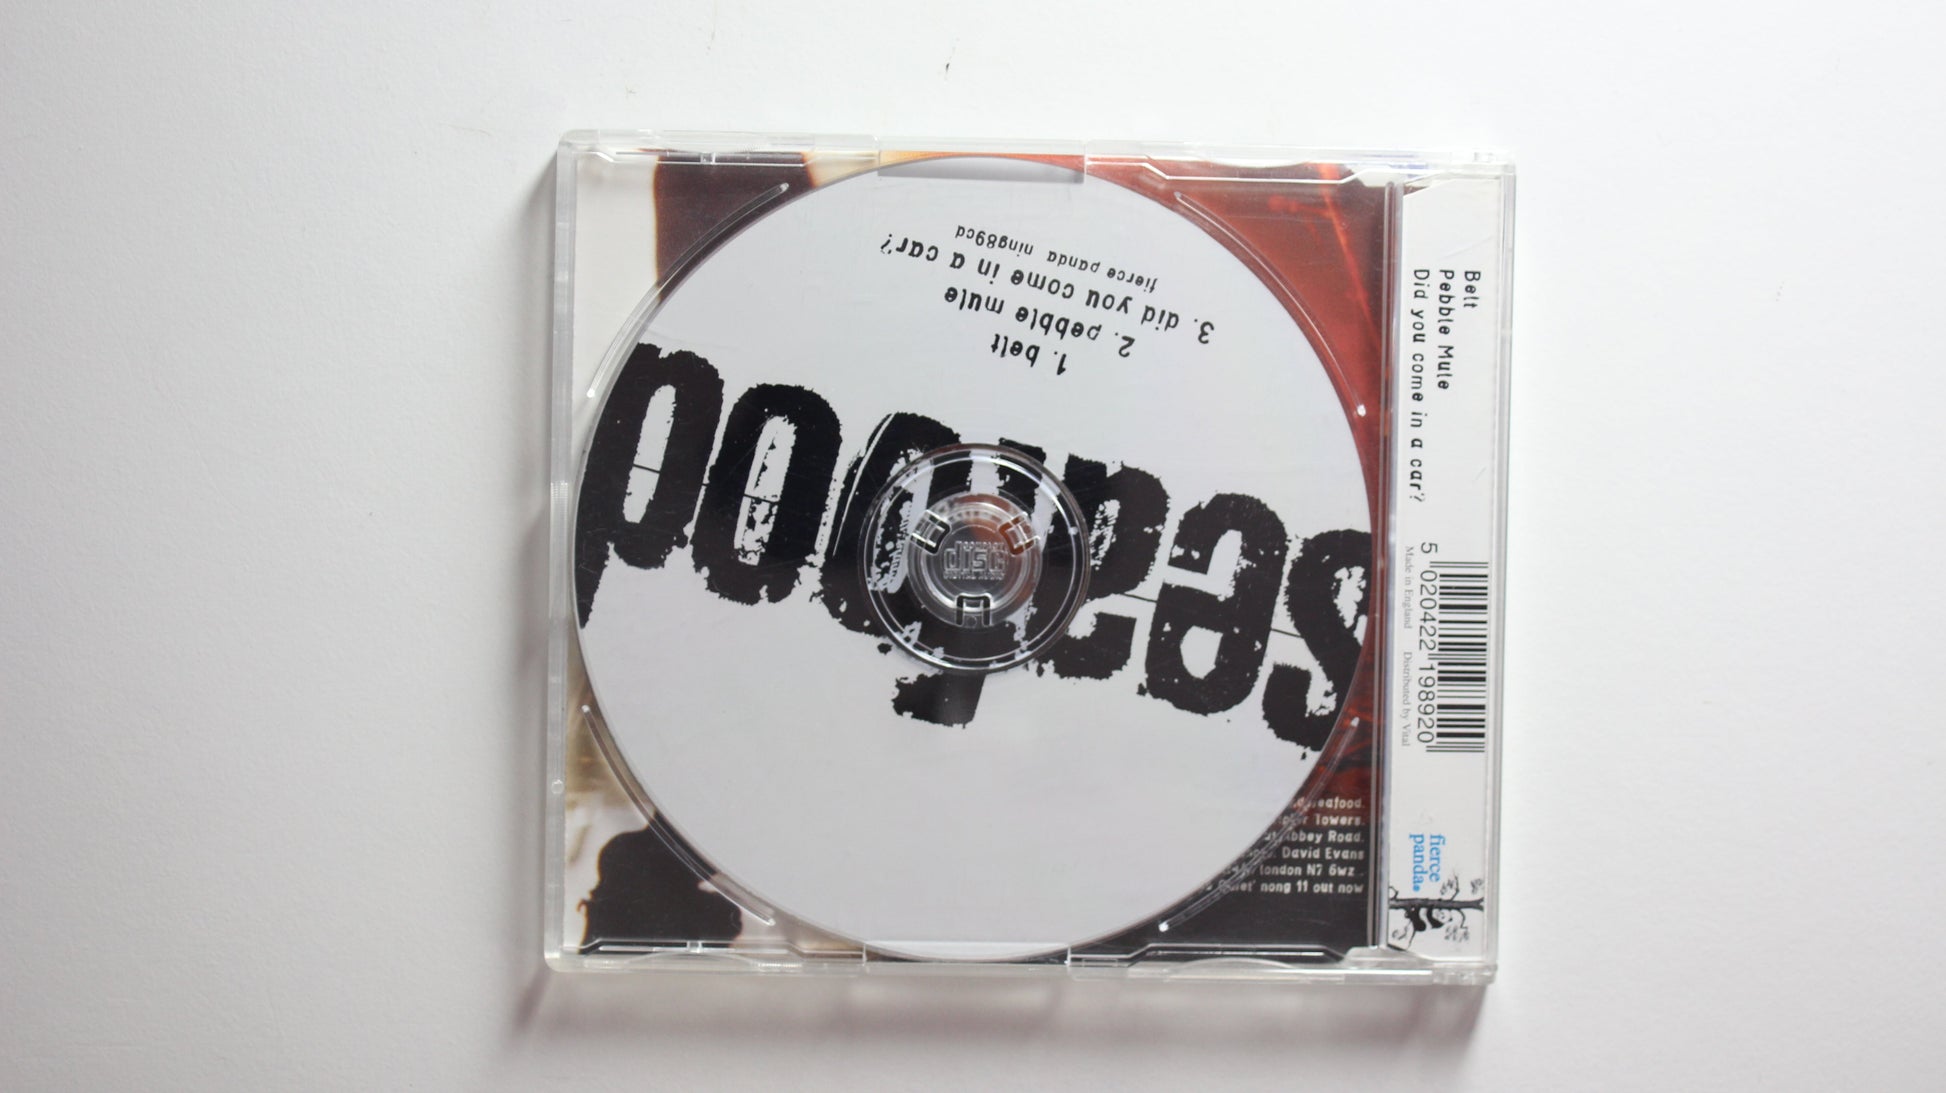 seafood
1. belt
2. pebble mule
3. did you come in a car?
fierce panda ning89cd
Belt
Pebble Mule
Did you come in a car?
5 020422 198920
Made in England Distributed by Vital
fierce
panda
seafood.
Towers.
Abbey Road.
David Evans
london N7 6wz
nong 11 out now